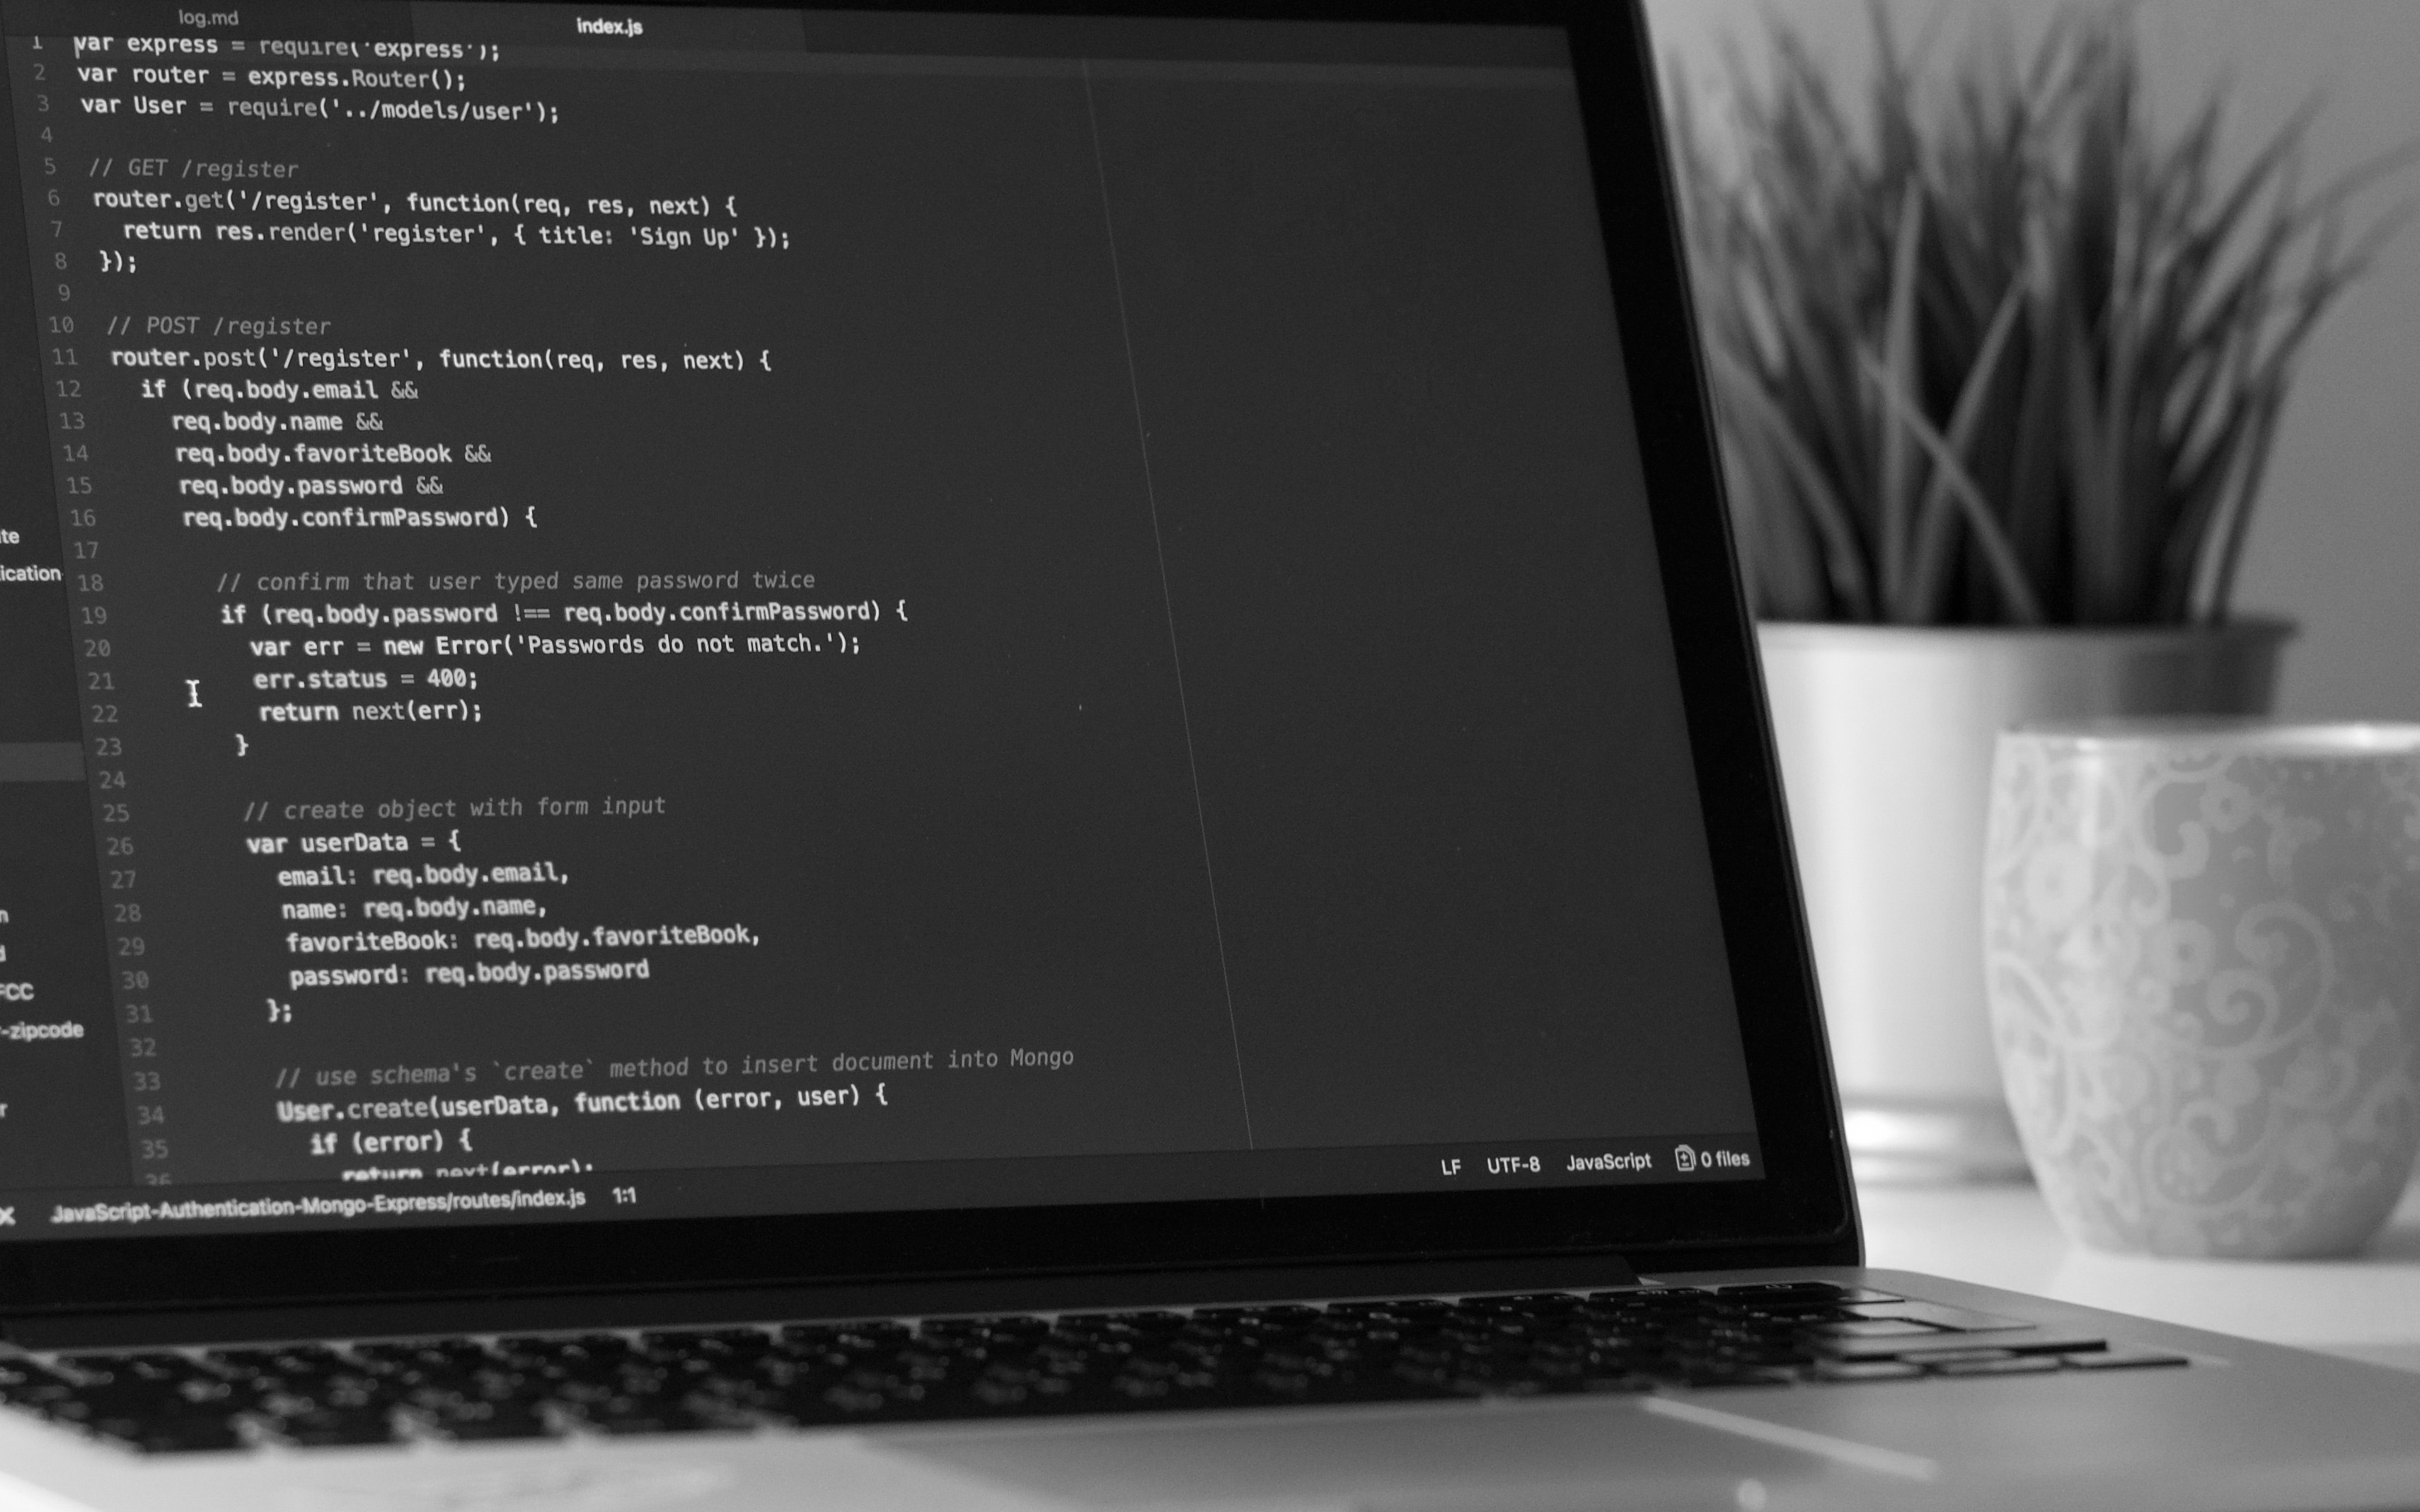 log.md
index.js
1 var express = require('express');
2 var router = express.Router();
3 var User = require('../models/user');
4
5 // GET /register
6 router.get('/register', function(req, res, next) {
7 return res.render('register', { title: 'Sign Up' });
8 });
9
10 // POST /register
11 router.post('/register', function(req, res, next) {
12 if (req.body.email &&
13 req.body.name &&
14 req.body.favoriteBook &&
15 req.body.password &&
16 req.body.confirmPassword) {
17
18 // confirm that user typed same password twice
19 if (req.body.password !== req.body.confirmPassword) {
20 var err = new Error('Passwords do not match.');
21 err.status = 400;
22 return next(err);
23 }
24
25 // create object with form input
26 var userData = {
27 email: req.body.email,
28 name: req.body.name,
29 favoriteBook: req.body.favoriteBook,
30 password: req.body.password
31 };
32
33 // use schema's `create` method to insert document into Mongo
34 User.create(userData, function (error, user) {
35 if (error) {
36 return next(error);
te
ication
n
d
FCC
-zipcode
r
JavaScript-Authentication-Mongo-Express/routes/index.js 1:1
LF UTF-8 JavaScript 0 files